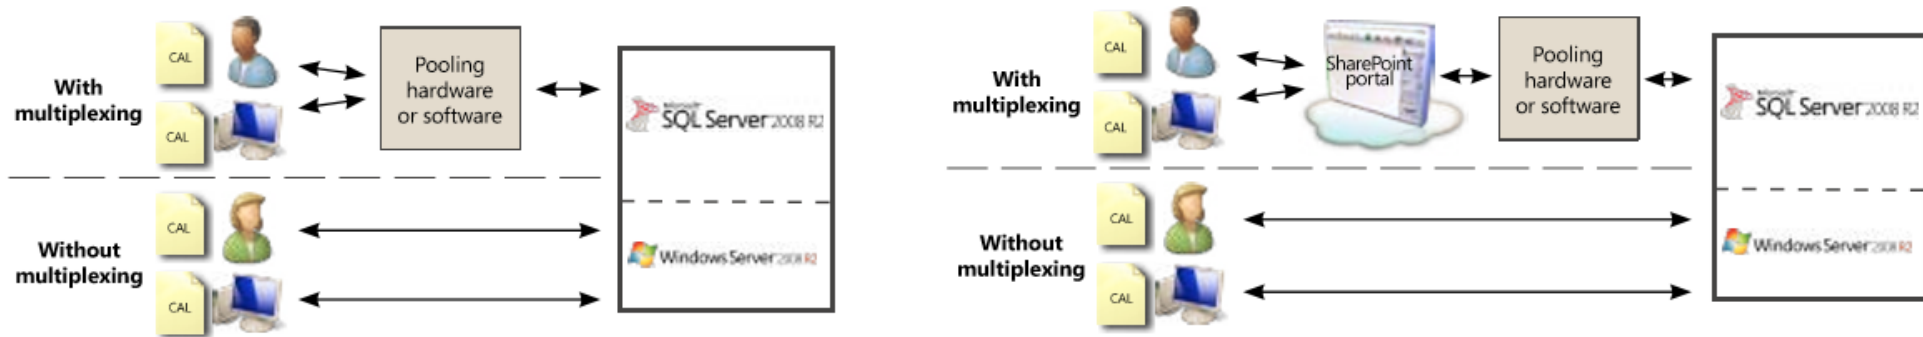 With
multiplexing
CAL
CAL
Pooling
hardware
or software
Microsoft
SQL Server 2008 R2
Without
multiplexing
CAL
CAL
Windows Server 2008 R2
With
multiplexing
CAL
CAL
SharePoint
portal
Pooling
hardware
or software
Microsoft
SQL Server 2008 R2
Without
multiplexing
CAL
CAL
Windows Server 2008 R2